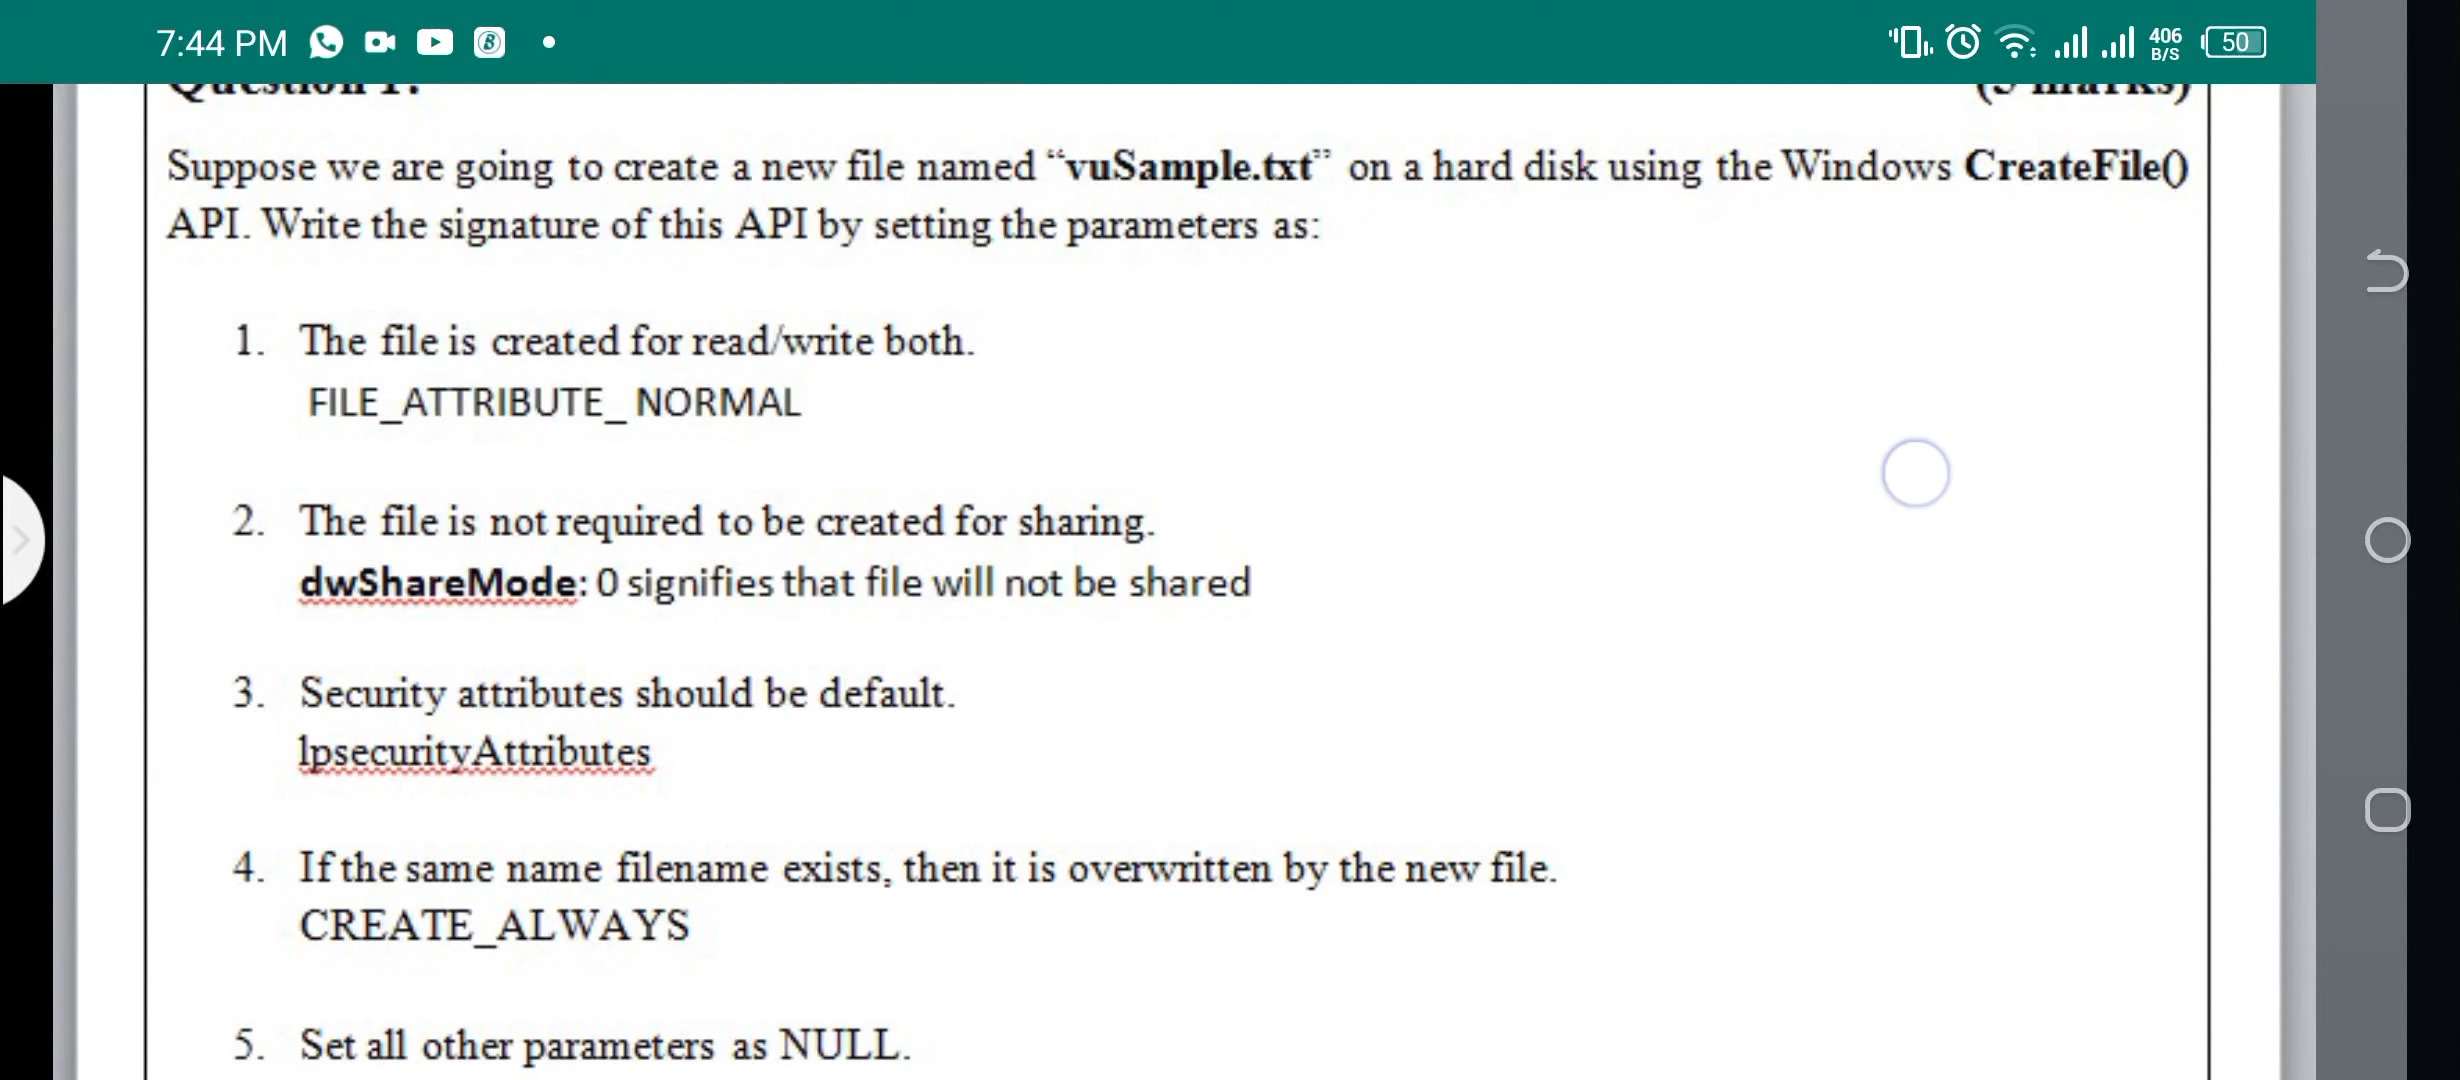 7:44 PM
406 B/S
50
Question 1:
Suppose we are going to create a new file named “vuSample.txt” on a hard disk using the Windows CreateFile()
API. Write the signature of this API by setting the parameters as:
1. The file is created for read/write both.
FILE_ATTRIBUTE_ NORMAL
2. The file is not required to be created for sharing.
dwShareMode: 0 signifies that file will not be shared
3. Security attributes should be default.
lpsecurityAttributes
4. If the same name filename exists, then it is overwritten by the new file.
CREATE_ALWAYS
5. Set all other parameters as NULL.